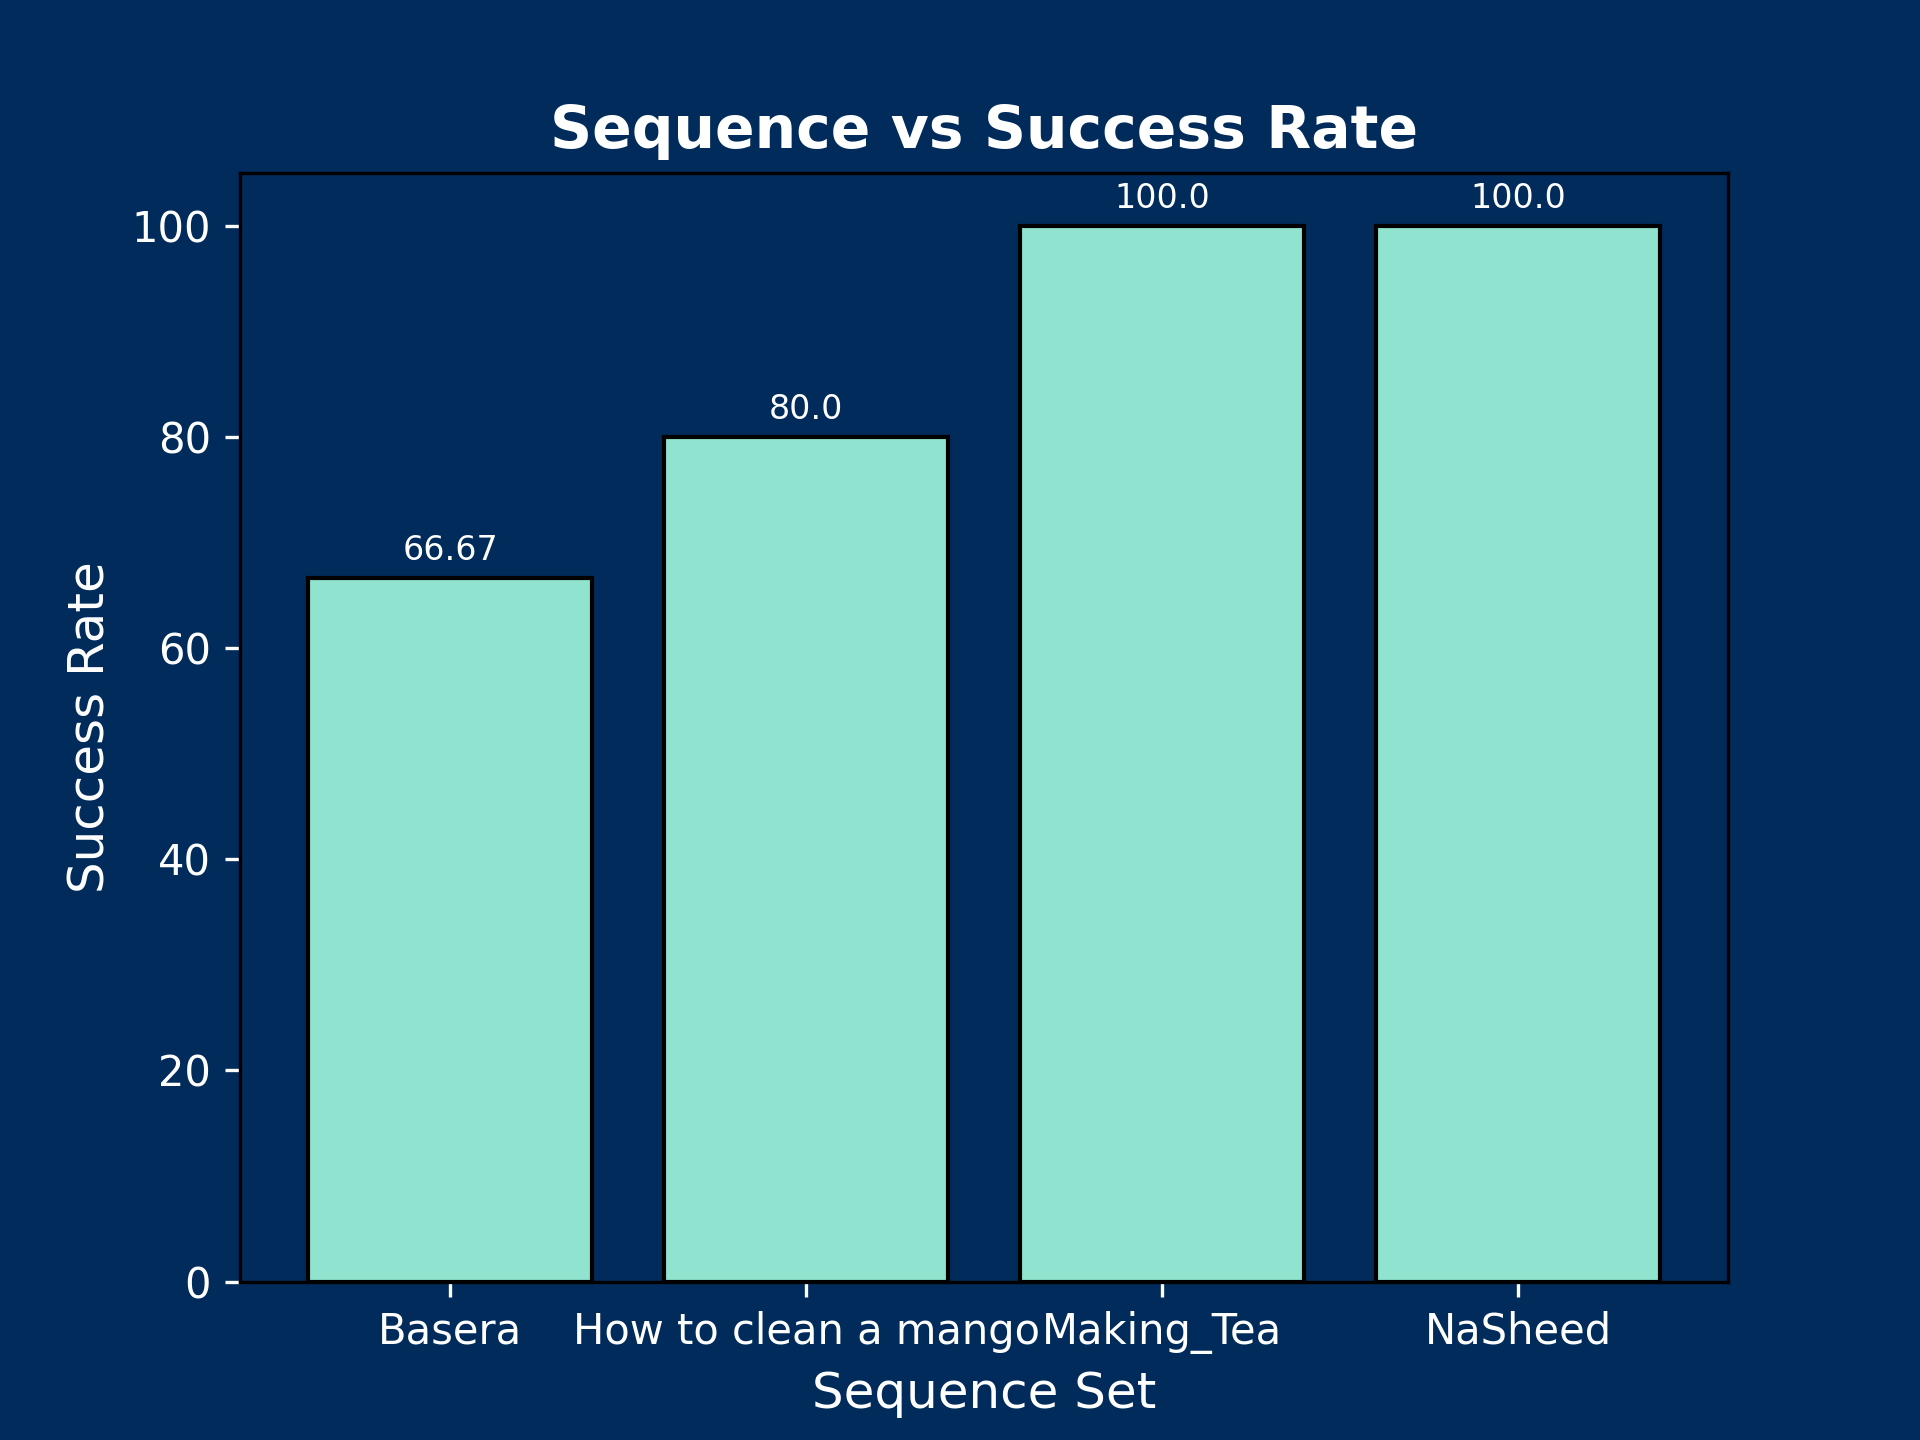 Sequence vs Success Rate
100.0 100.0
100
80.0
80
66.67
60
Success Rate
40
20
0
Basera How to clean a mango Making_Tea NaSheed
Sequence Set